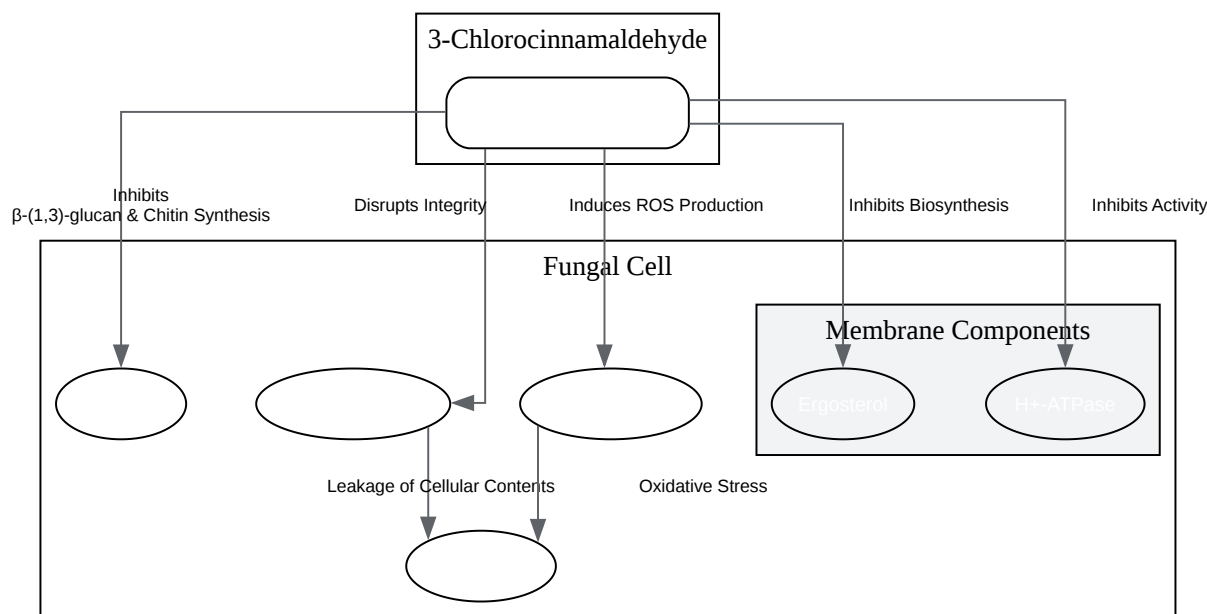 3-Chlorocinnamaldehyde
Inhibits
β-(1,3)-glucan & Chitin Synthesis
Disrupts Integrity
Induces ROS Production
Inhibits Biosynthesis
Inhibits Activity
Fungal Cell
Membrane Components
Ergosterol
H+-ATPase
Leakage of Cellular Contents
Oxidative Stress